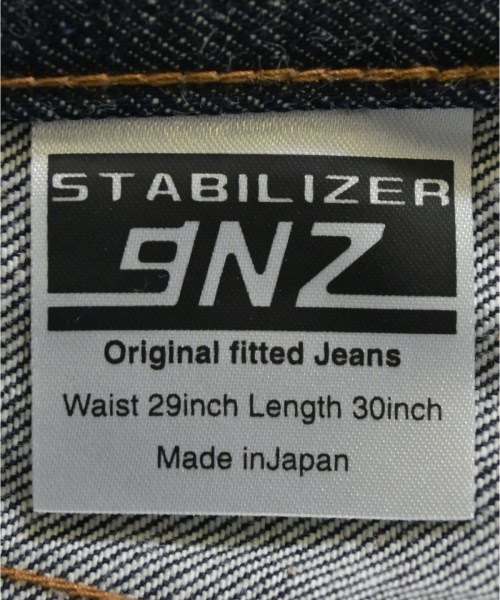 STABILIZER
gNZ
Original fitted Jeans
Waist 29inch Length 30inch
Made inJapan